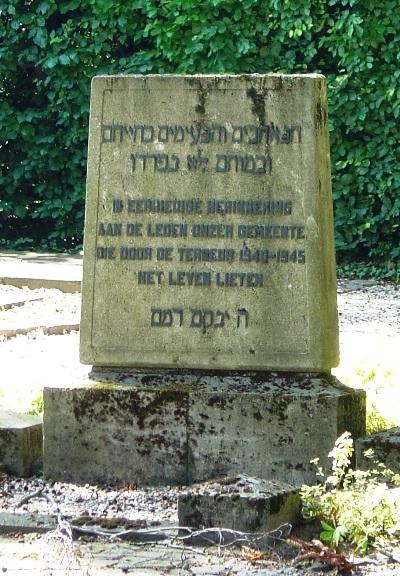 הנאהבים והנעימים בחייהם
ובמותם לא נפרדו
IN EERBIEDIGE HERINNERING
AAN DE LEDEN ONZER GEMEENTE
DIE DOOR DE TERREUR 1940-1945
HET LEVEN LIETEN
ה' ינקם דמם